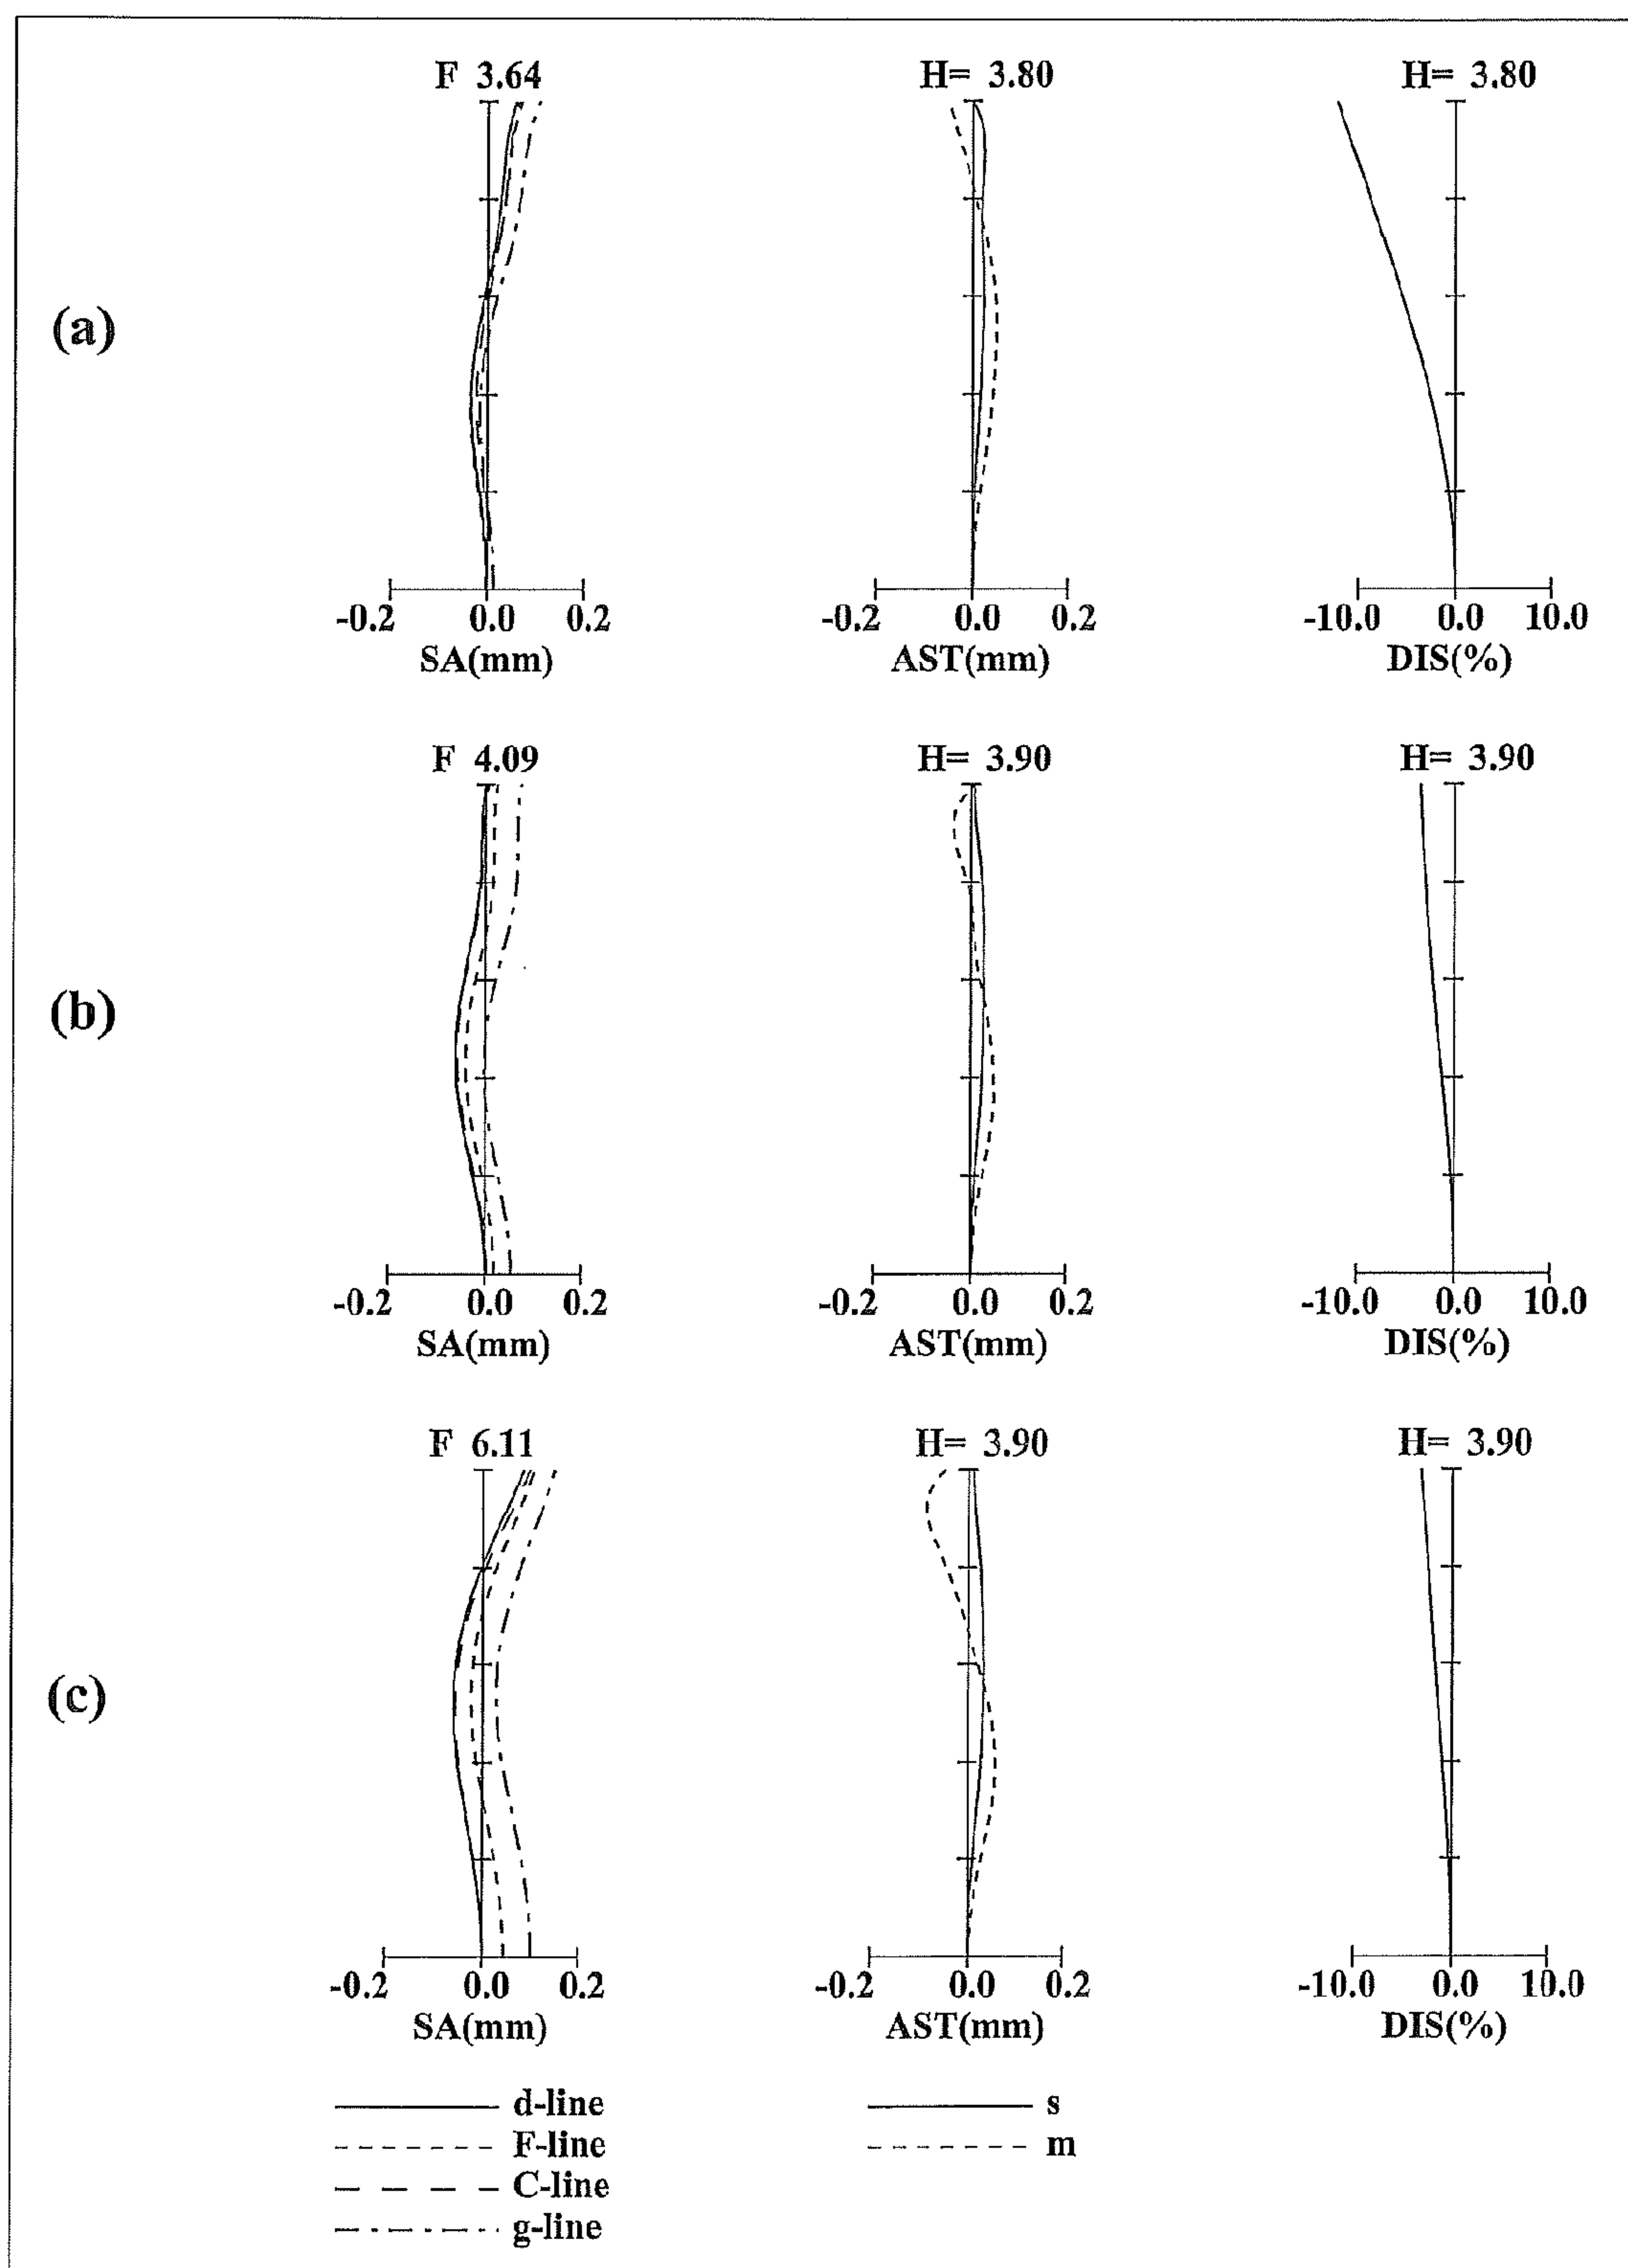 F 3.64 H= 3.80 H= 3.80
(a)
-0.2 0.0 0.2 -0.2 0.0 0.2 -10.0 0.0 10.0
SA(mm) AST(mm) DIS(%)
F 4.09 H= 3.90 H= 3.90
(b)
-0.2 0.0 0.2 -0.2 0.0 0.2 -10.0 0.0 10.0
SA(mm) AST(mm) DIS(%)
F 6.11 H= 3.90 H= 3.90
(c)
-0.2 0.0 0.2 -0.2 0.0 0.2 -10.0 0.0 10.0
SA(mm) AST(mm) DIS(%)
d-line s
F-line m
C-line
g-line